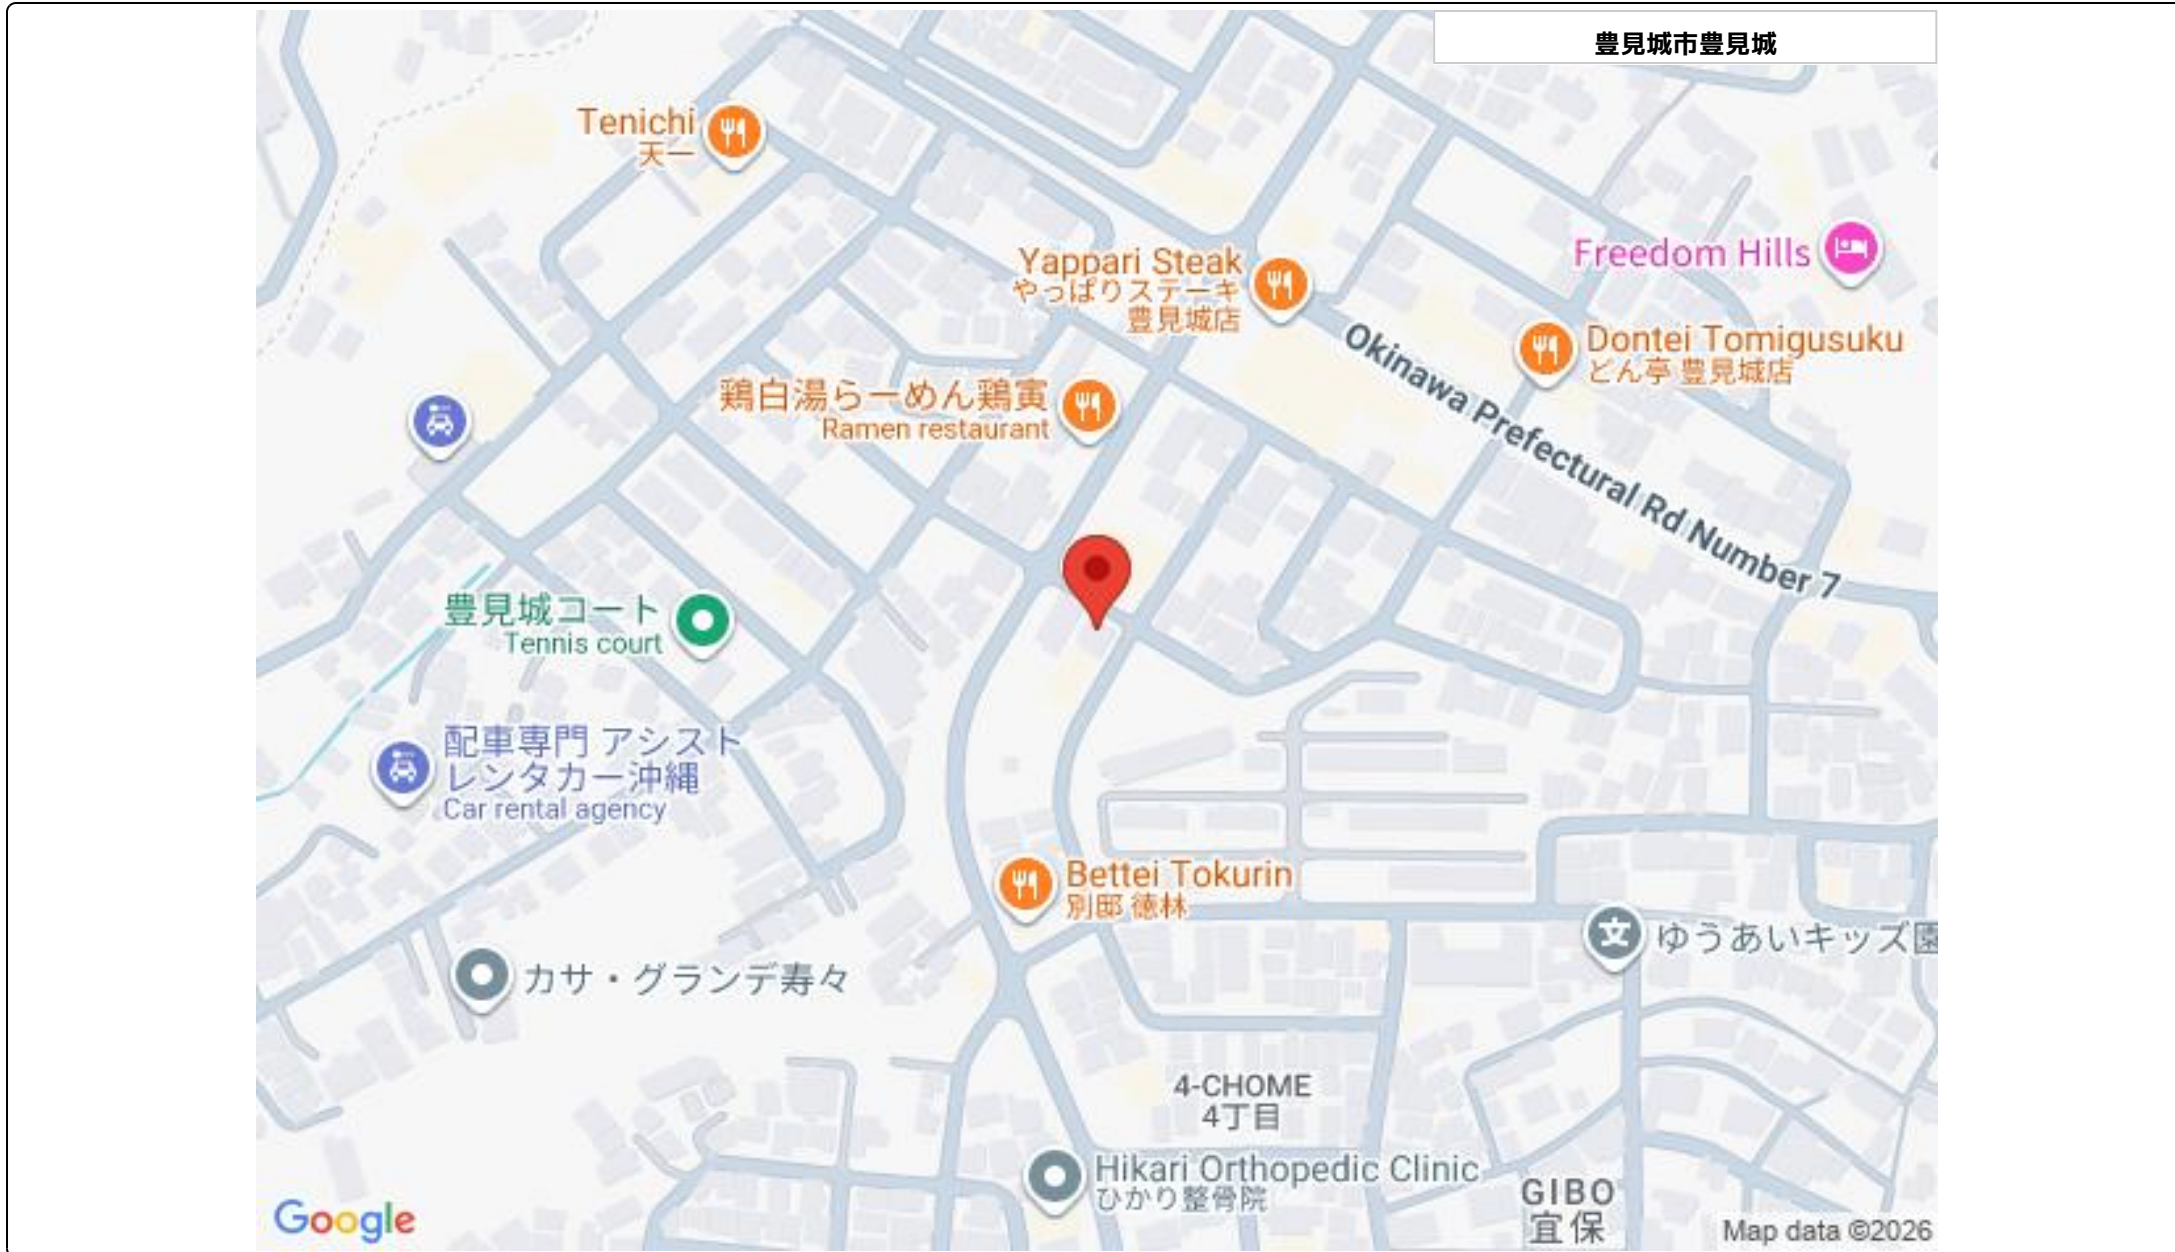 豊見城市豊見城
Tenichi
天一
Yappari Steak
やっぱりステーキ
豊見城店
Freedom Hills
Okinawa Prefectural Rd Number 7
Dontei Tomigusuku
どん亭 豊見城店
鶏白湯らーめん鶏寅
Ramen restaurant
豊見城コート
Tennis court
配車専門 アシスト
レンタカー沖縄
Car rental agency
Bettei Tokurin
別邸 徳林
文
ゆうあいキッズ園
カサ・グランデ寿々
4-CHOME
4丁目
Hikari Orthopedic Clinic
ひかり整骨院
GIBO
宜保
Google
Map data ©2026